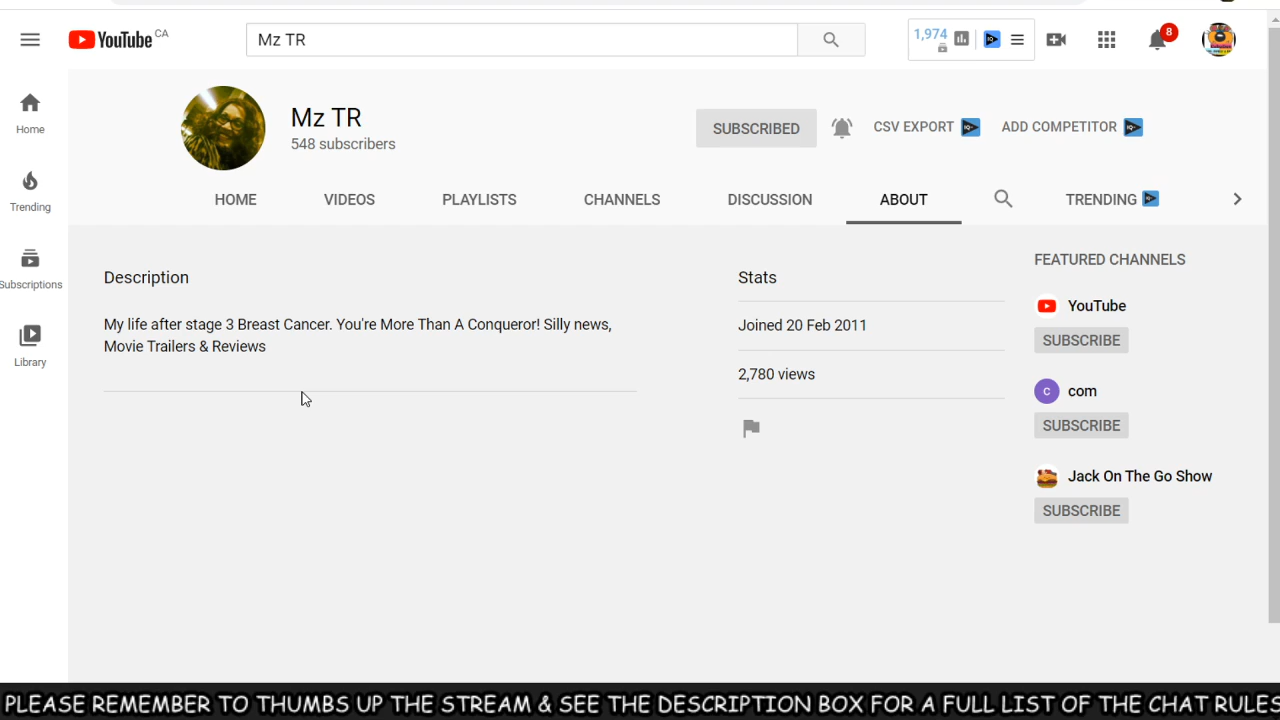 YouTube CA
Mz TR
1,974
8
Home
Trending
Subscriptions
Library
Mz TR
548 subscribers
SUBSCRIBED
CSV EXPORT
ADD COMPETITOR
HOME VIDEOS PLAYLISTS CHANNELS DISCUSSION ABOUT TRENDING
Description
My life after stage 3 Breast Cancer. You're More Than A Conqueror! Silly news,
Movie Trailers & Reviews
Stats
Joined 20 Feb 2011
2,780 views
FEATURED CHANNELS
YouTube
SUBSCRIBE
c
com
SUBSCRIBE
Jack On The Go Show
SUBSCRIBE
PLEASE REMEMBER TO THUMBS UP THE STREAM & SEE THE DESCRIPTION BOX FOR A FULL LIST OF THE CHAT RULES